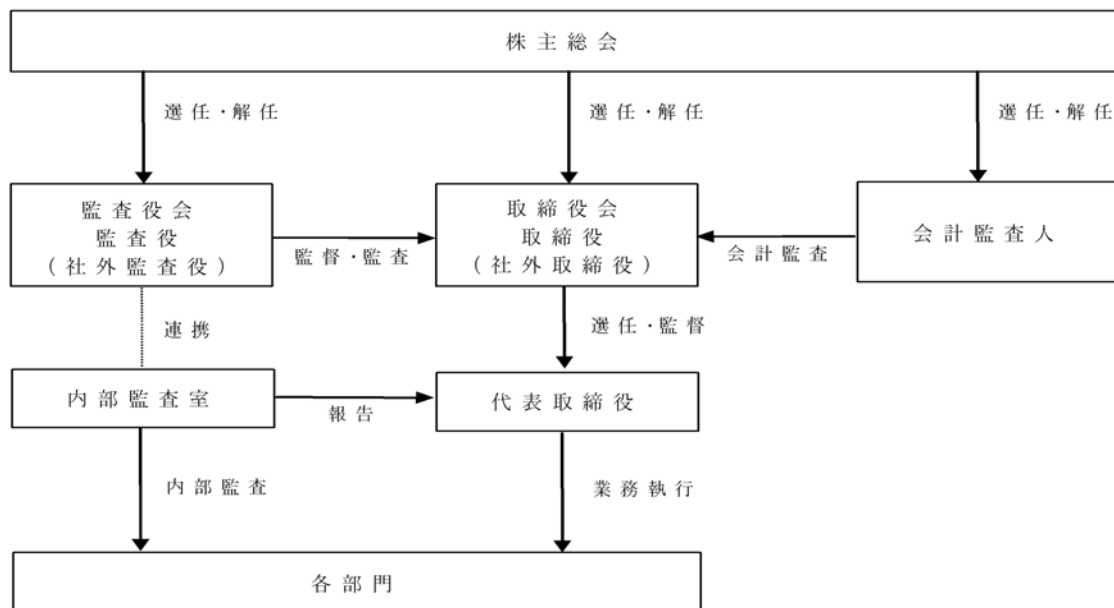 株主総会
選任・解任
選任・解任
選任・解任
監査役会
監査役
(社外監査役)
監督・監査
取締役会
取締役
(社外取締役)
会計監査
会計監査人
連携
選任・監督
内部監査室
報告
代表取締役
内部監査
業務執行
各部門